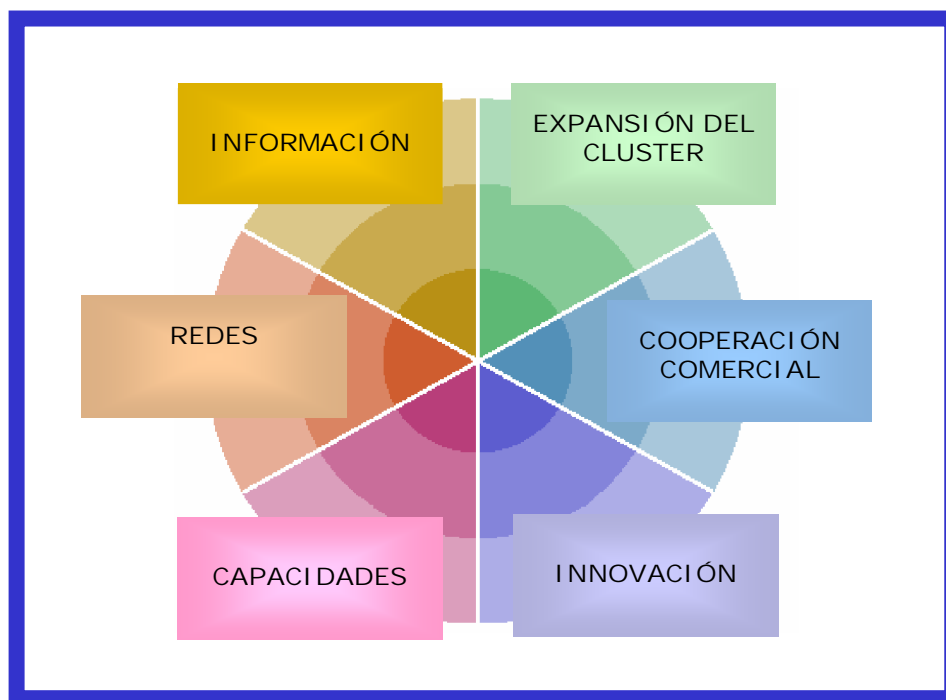 INFORMACIÓN
EXPANSIÓN DEL
CLUSTER
REDES
COOPERACIÓN
COMERCIAL
CAPACIDADES
INNOVACIÓN